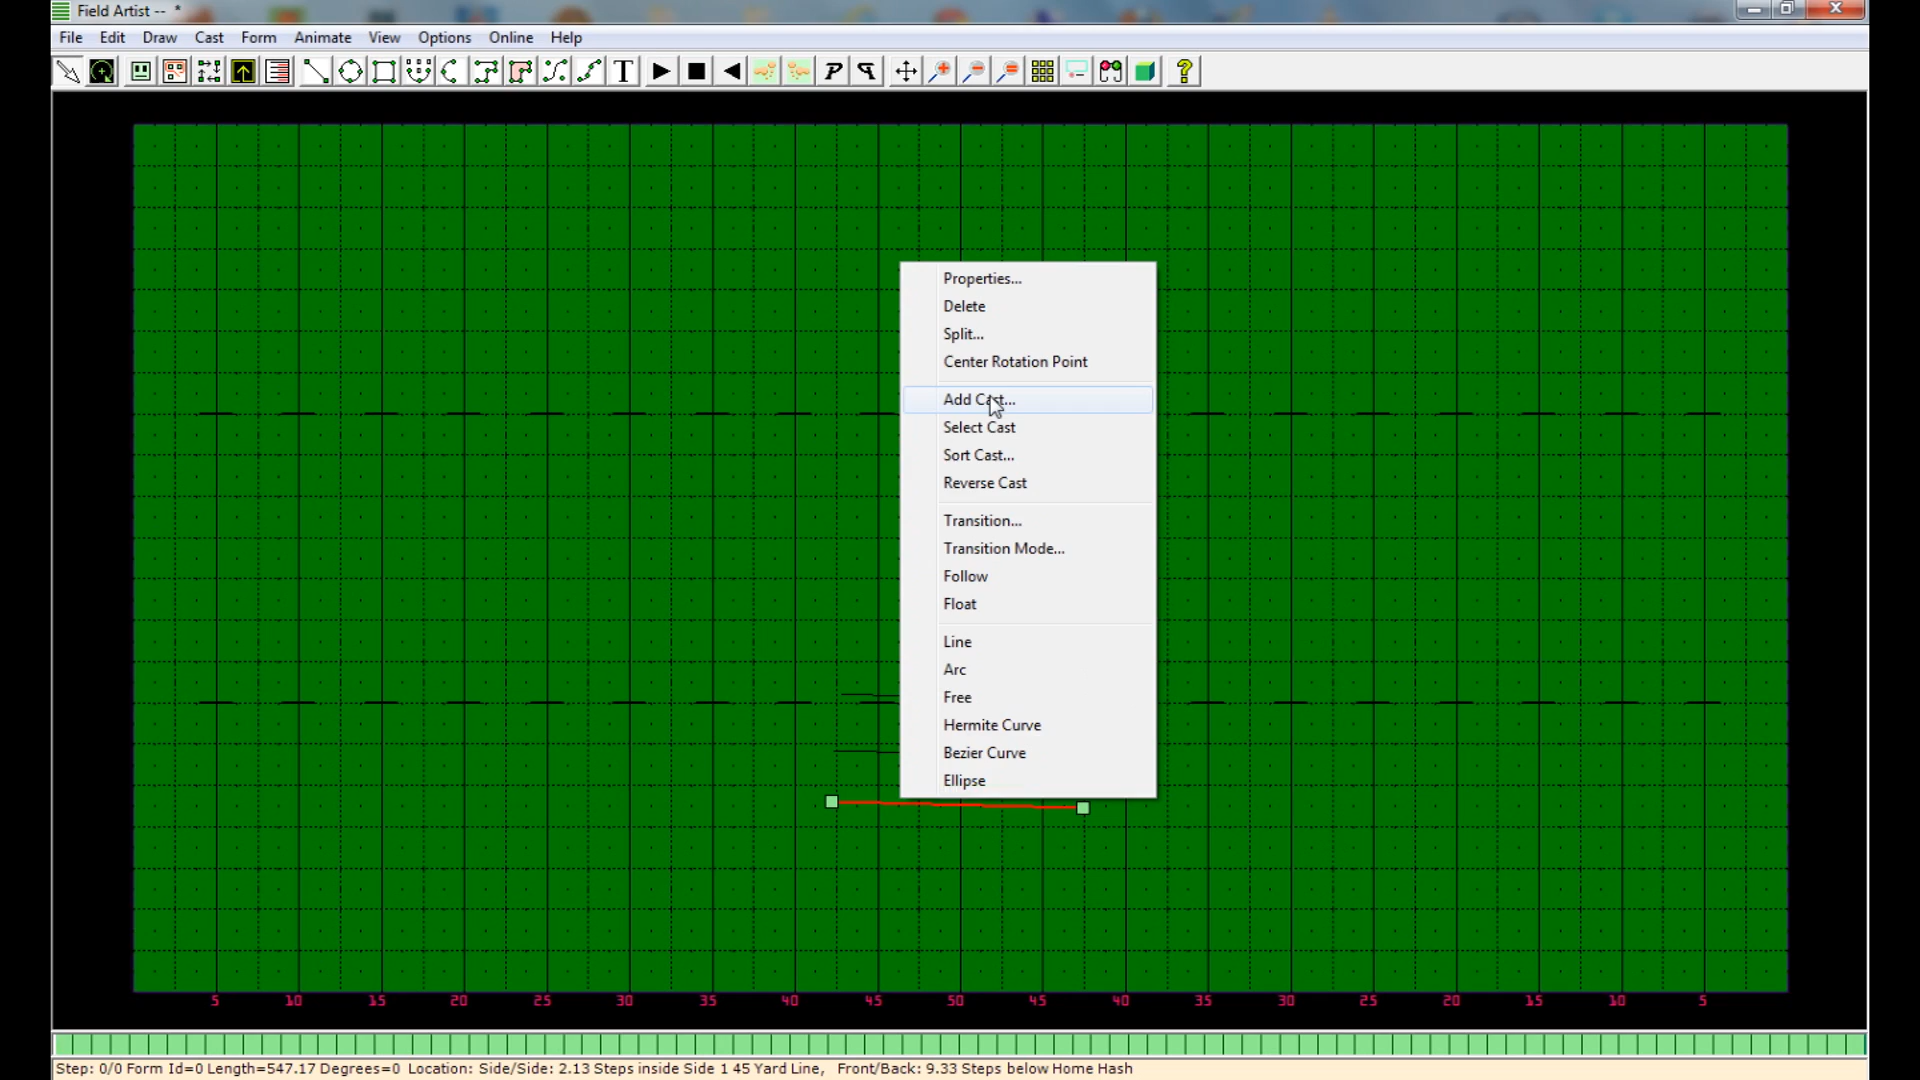 Field Artist -- *
File Edit Draw Cast Form Animate View Options Online Help
T P
?
Properties...
Delete
Split...
Center Rotation Point
Add Cast...
Select Cast
Sort Cast...
Reverse Cast
Transition...
Transition Mode...
Follow
Float
Line
Arc
Free
Hermite Curve
Bezier Curve
Ellipse
5 10 15 20 25 30 35 40 45 50 45 40 35 30 25 20 15 10 5
Step: 0/0 Form Id=0 Length=547.17 Degrees=0 Location: Side/Side: 2.13 Steps inside Side 1 45 Yard Line, Front/Back: 9.33 Steps below Home Hash